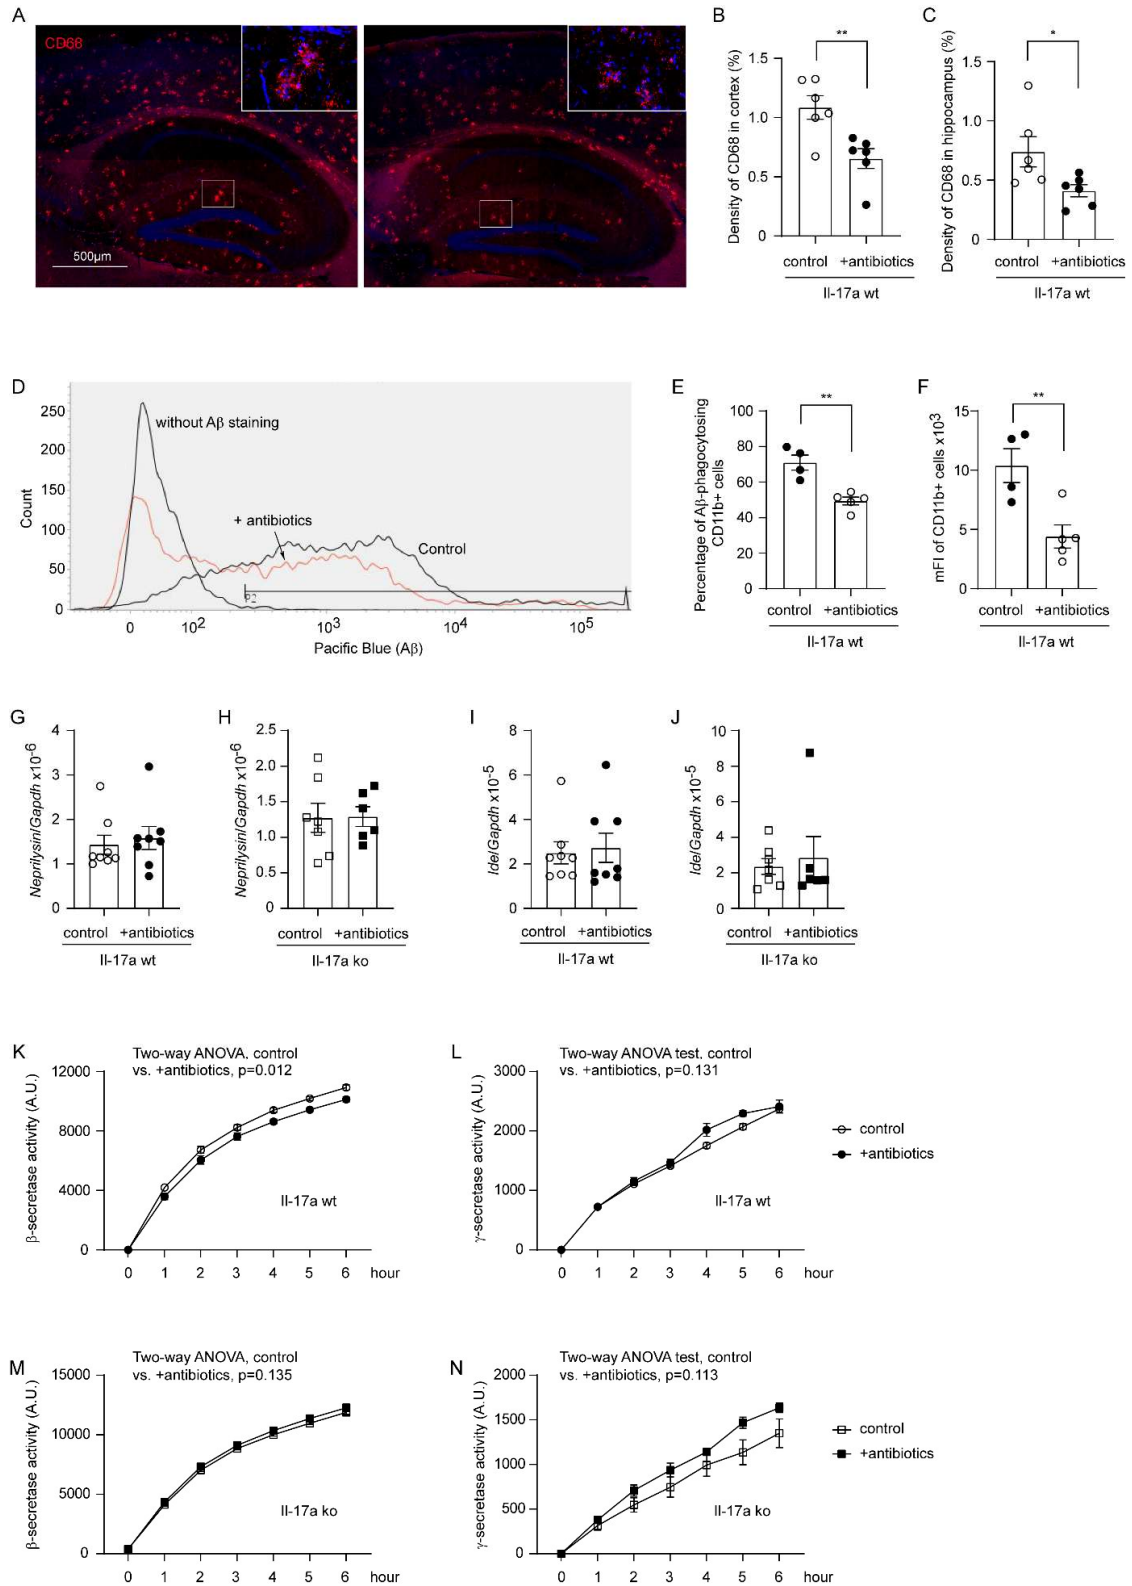 A
CD68
500µm
B
Density of CD68 in cortex (%)
1.5
1.0
0.5
0
**
control +antibiotics
Il-17a wt
C
Density of CD68 in hippocampus (%)
1.5
1.0
0.5
0
*
control +antibiotics
Il-17a wt
D
Count
250
200
150
100
50
0
without Aβ staining
+ antibiotics
Control
0 10² 10³ 10⁴ 10⁵
Pacific Blue (Aβ)
E
Percentage of Aβ-phagocytosing
CD11b+ cells
100
80
60
40
20
0
**
control +antibiotics
Il-17a wt
F
mFI of CD11b+ cells x10³
15
10
5
0
**
control +antibiotics
Il-17a wt
G
Neprilysin/Gapdh x10⁻⁶
4
3
2
1
0
control +antibiotics
Il-17a wt
H
Neprilysin/Gapdh x10⁻⁶
2.5
2.0
1.5
1.0
0.5
0
control +antibiotics
Il-17a ko
I
Ide/Gapdh x10⁻⁵
8
6
4
2
0
control +antibiotics
Il-17a wt
J
Ide/Gapdh x10⁻⁵
10
8
6
4
2
0
control +antibiotics
Il-17a ko
K
Two-way ANOVA, control
vs. +antibiotics, p=0.012
β-secretase activity (A.U.)
12000
8000
4000
0
Il-17a wt
0 1 2 3 4 5 6 hour
L
Two-way ANOVA test, control
vs. +antibiotics, p=0.131
γ-secretase activity (A.U.)
3000
2000
1000
0
Il-17a wt
0 1 2 3 4 5 6 hour
control
+antibiotics
M
Two-way ANOVA, control
vs. +antibiotics, p=0.135
β-secretase activity (A.U.)
15000
10000
5000
0
Il-17a ko
0 1 2 3 4 5 6 hour
N
Two-way ANOVA test, control
vs. +antibiotics, p=0.113
γ-secretase activity (A.U.)
2000
1500
1000
500
0
Il-17a ko
0 1 2 3 4 5 6 hour
control
+antibiotics